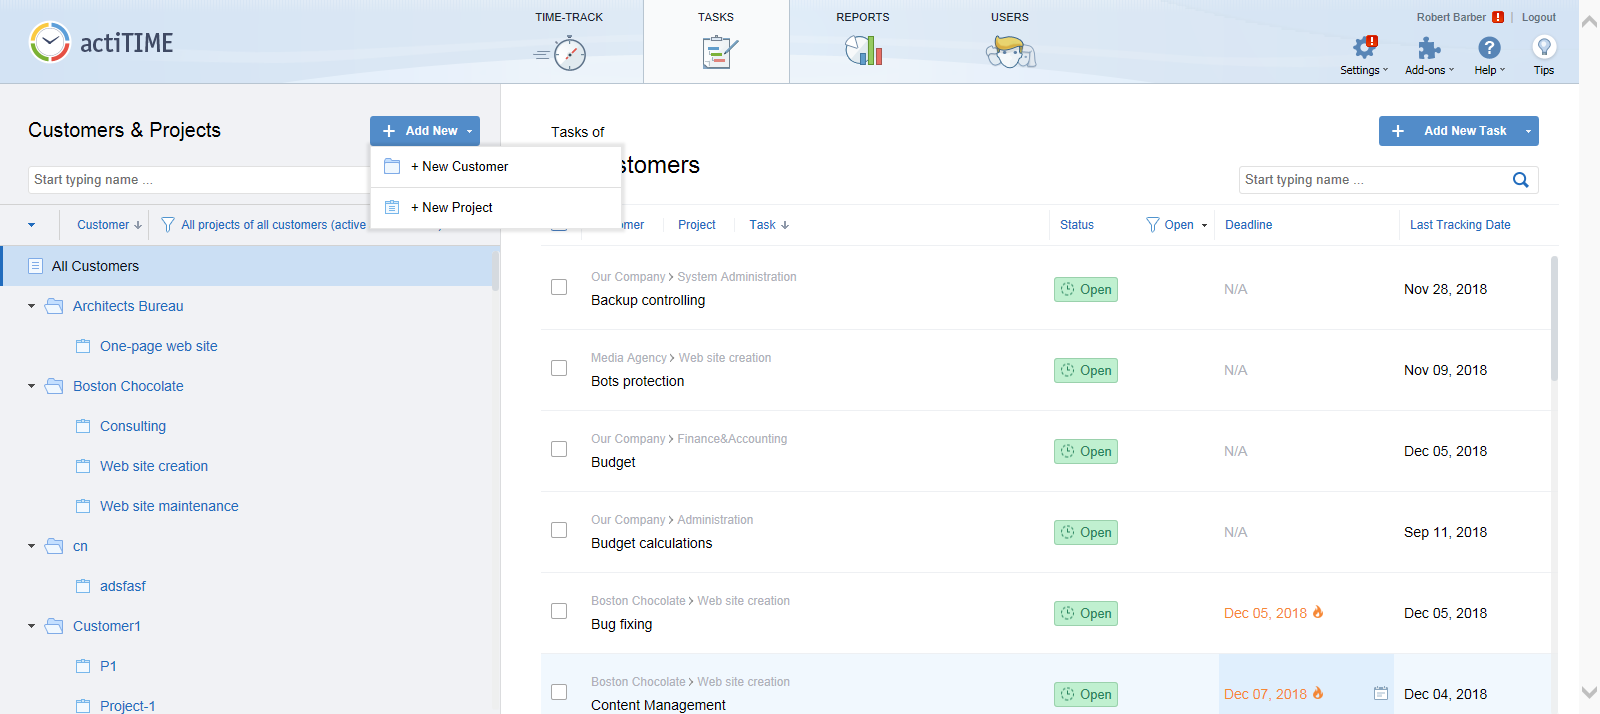 actiTIME
TIME-TRACK
TASKS
REPORTS
USERS
Robert Barber ! Logout
Settings
Add-ons
Help
Tips
Customers & Projects
+ Add New
+ New Customer
+ New Project
Start typing name ...
Customer
All projects of all customers (active
All Customers
Architects Bureau
One-page web site
Boston Chocolate
Consulting
Web site creation
Web site maintenance
cn
adsfasf
Customer1
P1
Project-1
Tasks of
stomers
+ Add New Task
Start typing name ...
mer Project Task Status Open Deadline Last Tracking Date
Our Company > System Administration
Backup controlling Open N/A Nov 28, 2018
Media Agency > Web site creation
Bots protection Open N/A Nov 09, 2018
Our Company > Finance&Accounting
Budget Open N/A Dec 05, 2018
Our Company > Administration
Budget calculations Open N/A Sep 11, 2018
Boston Chocolate > Web site creation
Bug fixing Open Dec 05, 2018 Dec 05, 2018
Boston Chocolate > Web site creation
Content Management Open Dec 07, 2018 Dec 04, 2018